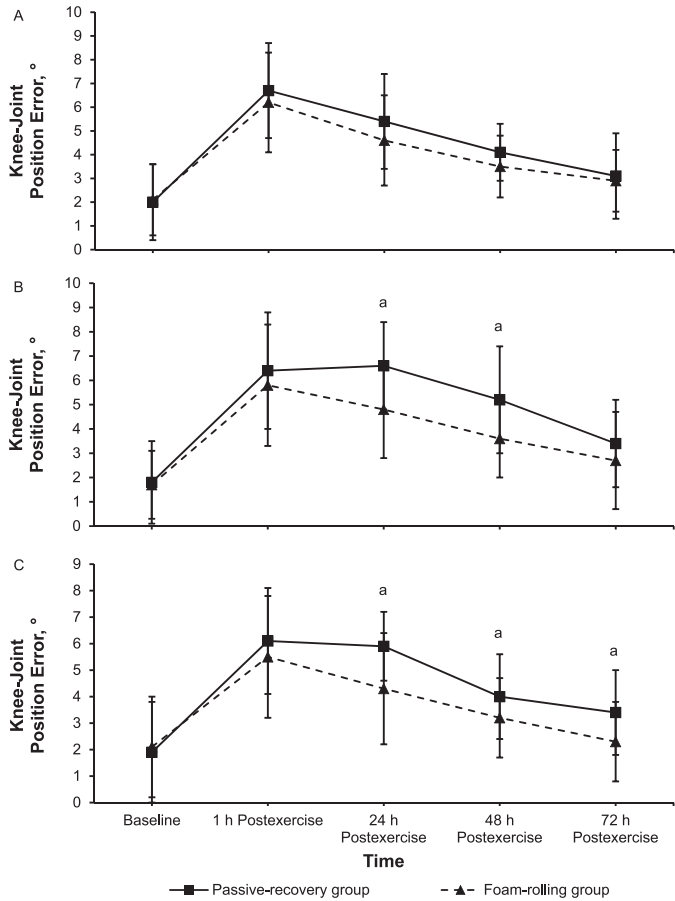 A
Knee-Joint
Position Error, °
10
9
8
7
6
5
4
3
2
1
0
B
a
a
Knee-Joint
Position Error, °
10
9
8
7
6
5
4
3
2
1
0
C
a
a
a
Knee-Joint
Position Error, °
9
8
7
6
5
4
3
2
1
0
Baseline
1 h Postexercise
24 h
Postexercise
48 h
Postexercise
72 h
Postexercise
Time
Passive-recovery group
Foam-rolling group